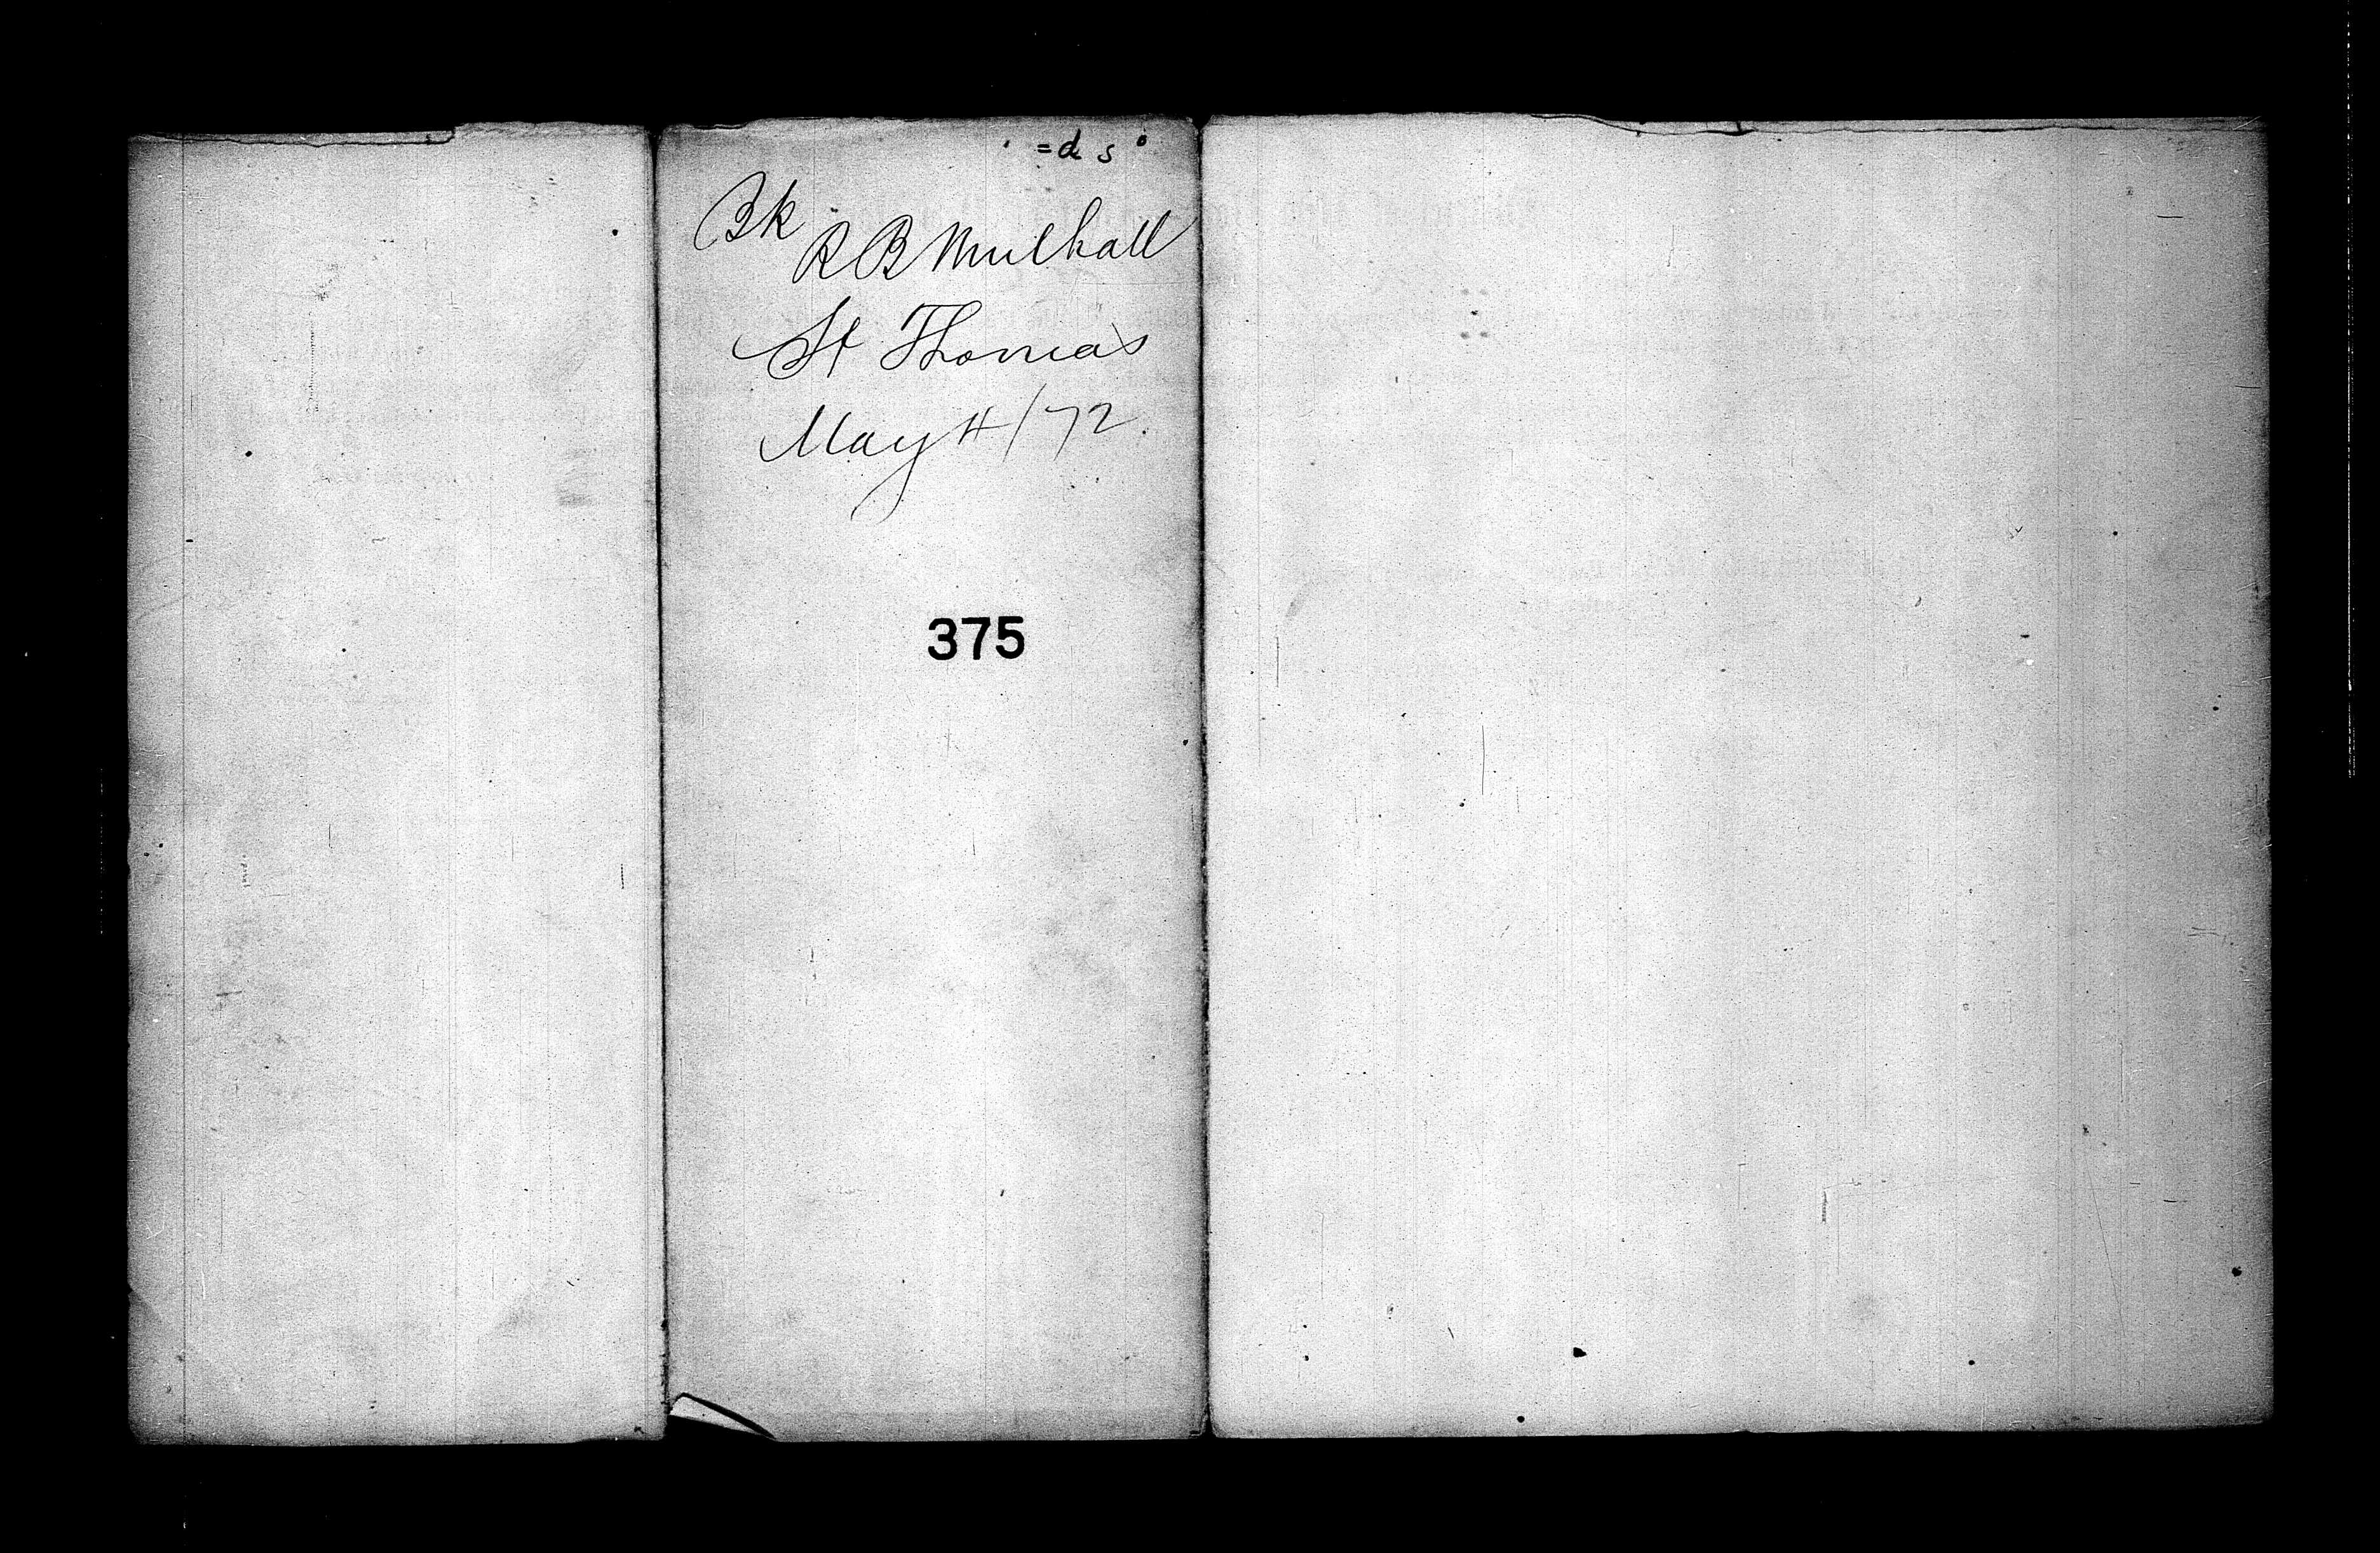 Bk
R B Mulhall
St Thomas
May 4/72.
375